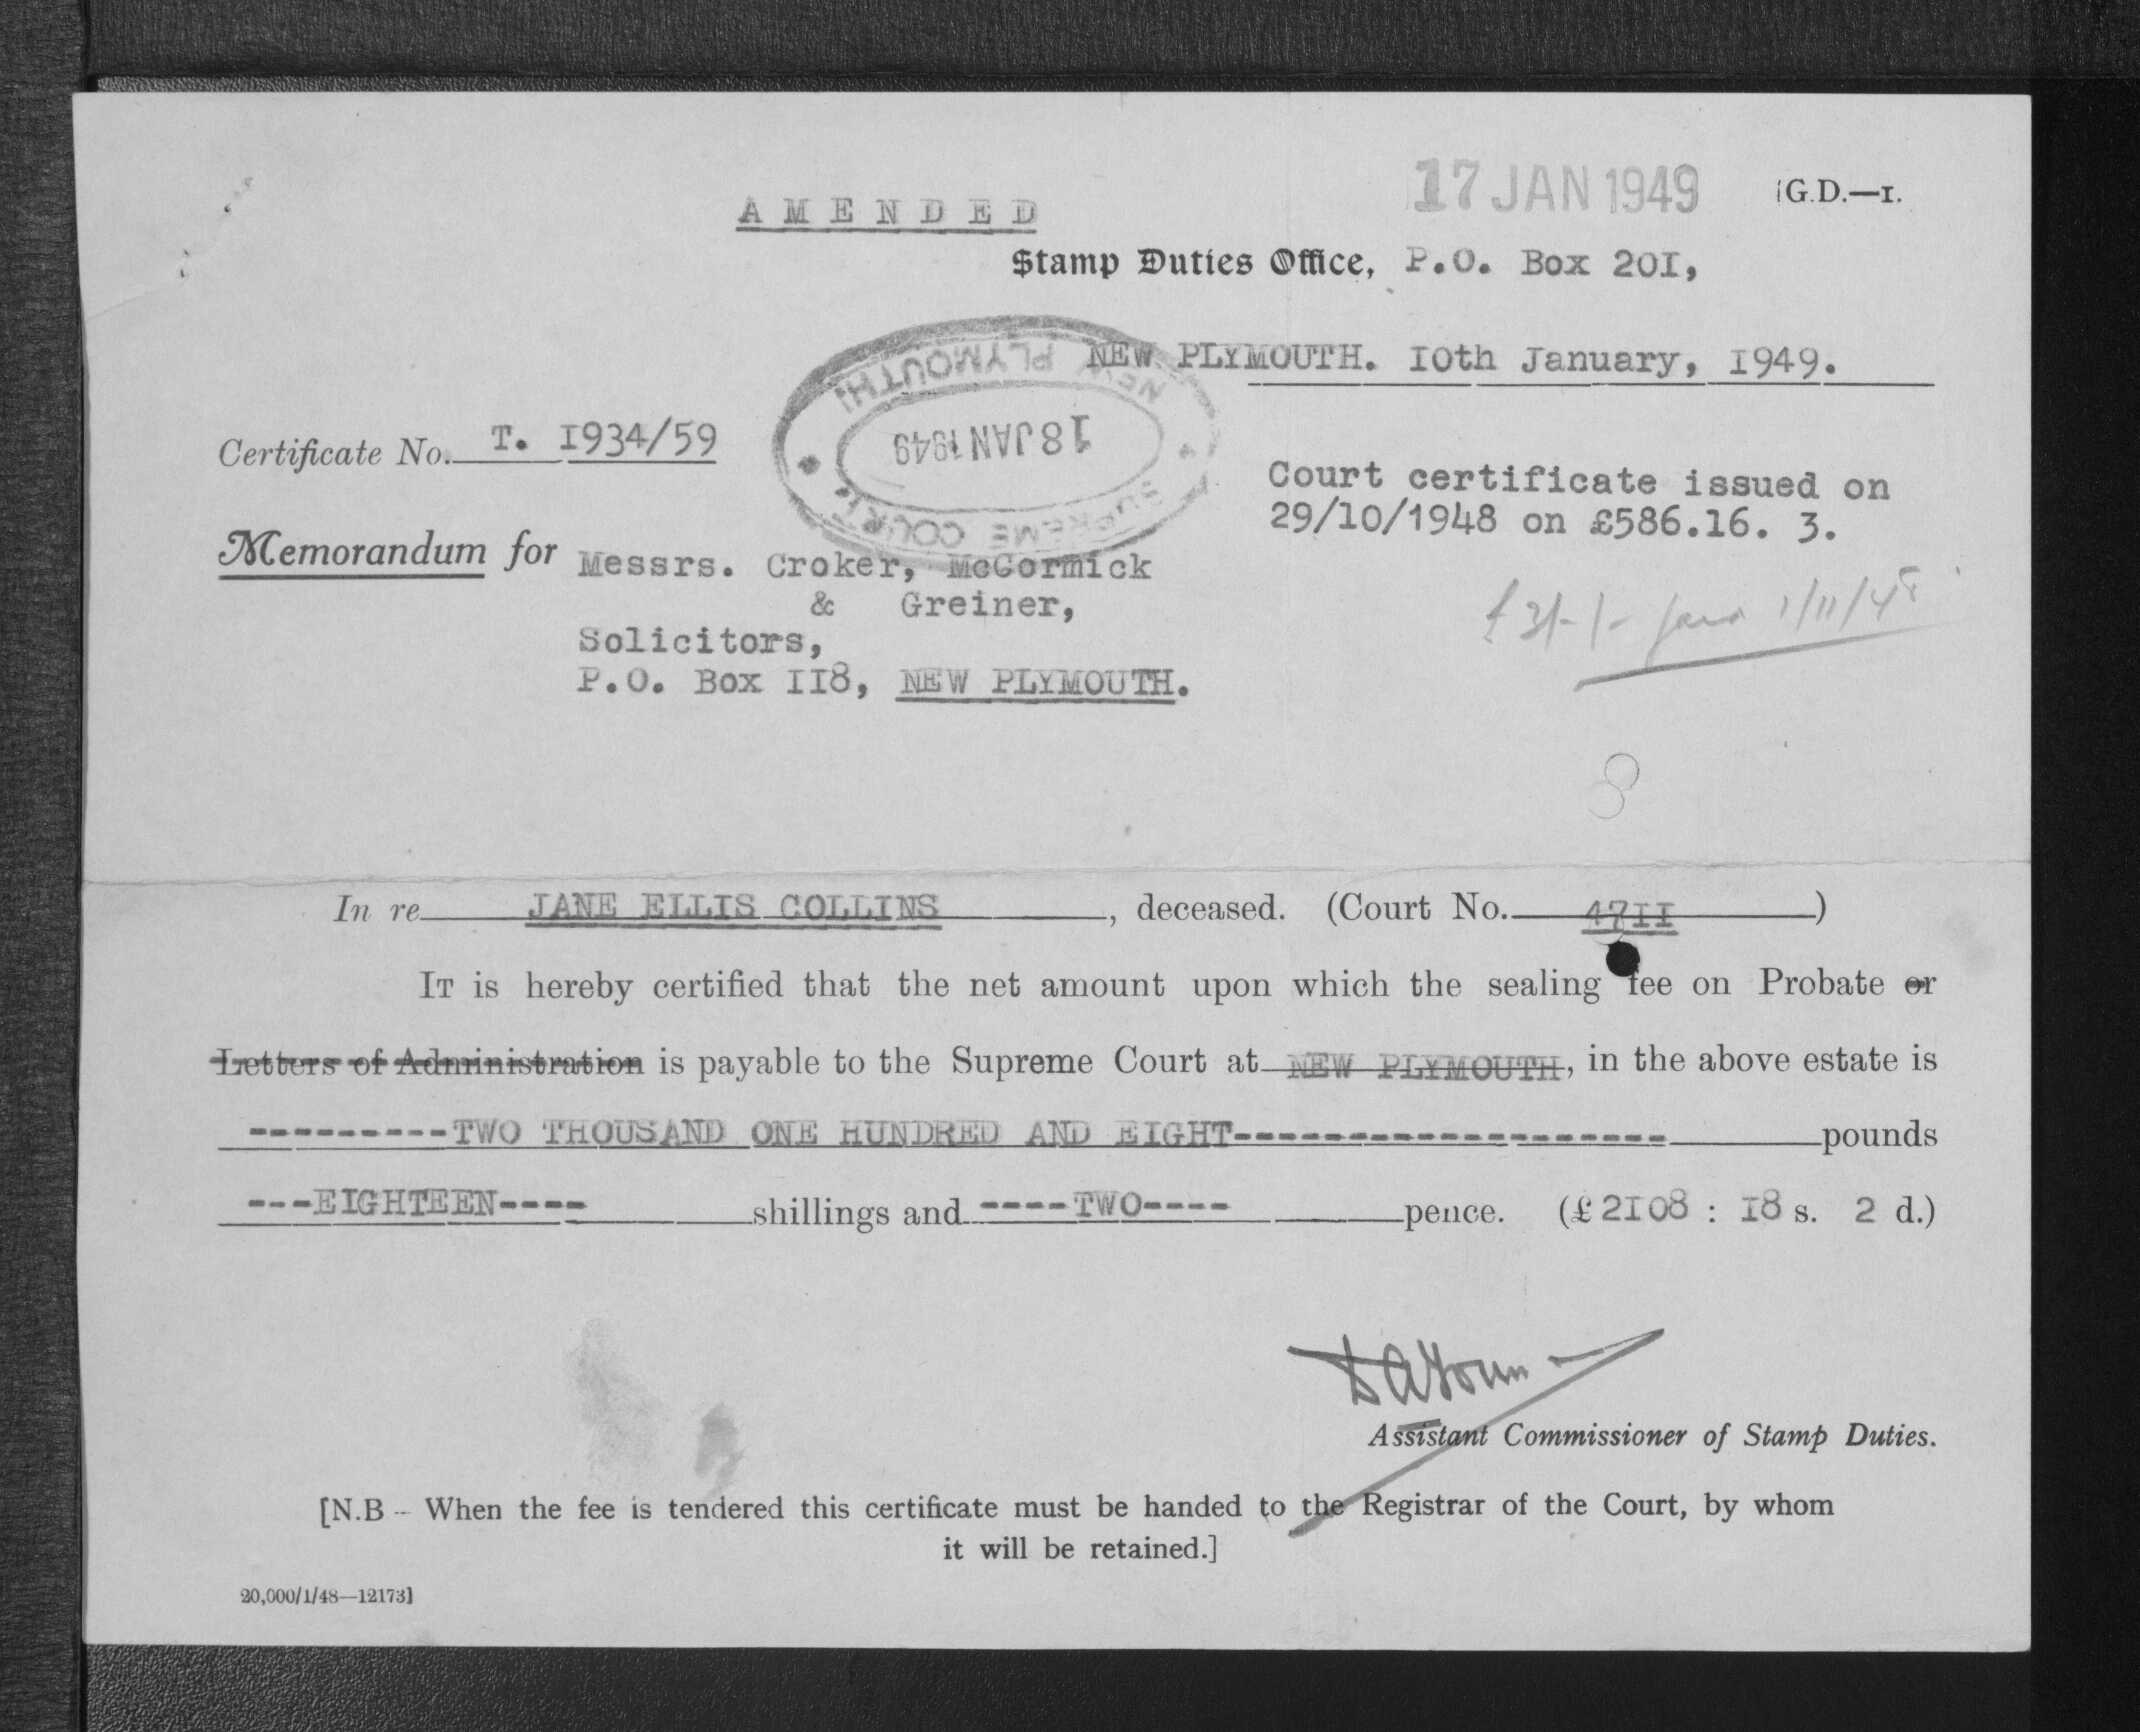 AMENDED
17 JAN 1949
G.D.—1.
Stamp Duties Office, P.O. Box 201,
NEW PLYMOUTH. 10th January, 1949.
SUPREME COURT
NEW PLYMOUTH
18 JAN 1949
Certificate No. T. 1934/59
Court certificate issued on
29/10/1948 on £586.16. 3.
Memorandum for Messrs. Croker, McCormick
& Greiner,
Solicitors,
P.O. Box 118, NEW PLYMOUTH.
1/11/48
8
In re JANE ELLIS COLLINS, deceased. (Court No. 4711)
IT is hereby certified that the net amount upon which the sealing fee on Probate or
Letters of Administration is payable to the Supreme Court at NEW PLYMOUTH, in the above estate is
----------TWO THOUSAND ONE HUNDRED AND EIGHT-------------------- pounds
---EIGHTEEN---- shillings and ----TWO---- pence. (£2108 : 18 s. 2 d.)
Assistant Commissioner of Stamp Duties.
[N.B – When the fee is tendered this certificate must be handed to the Registrar of the Court, by whom
it will be retained.]
20,000/1/48—12173]